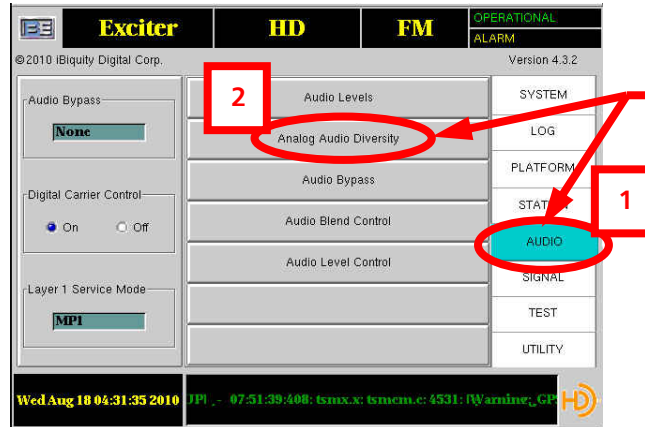 BE
Exciter
HD
FM
OPERATIONAL
ALARM
©2010 iBiquity Digital Corp.
Version 4.3.2
Audio Bypass
None
Digital Carrier Control
On
Off
Layer 1 Service Mode
MP1
2
Audio Levels
Analog Audio Diversity
Audio Bypass
Audio Blend Control
Audio Level Control
SYSTEM
LOG
PLATFORM
1
AUDIO
SIGNAL
TEST
UTILITY
Wed Aug 18 04:31:35 2010
07:51:39:408: tsmx.x: tsmcm.c: 4531:
HD